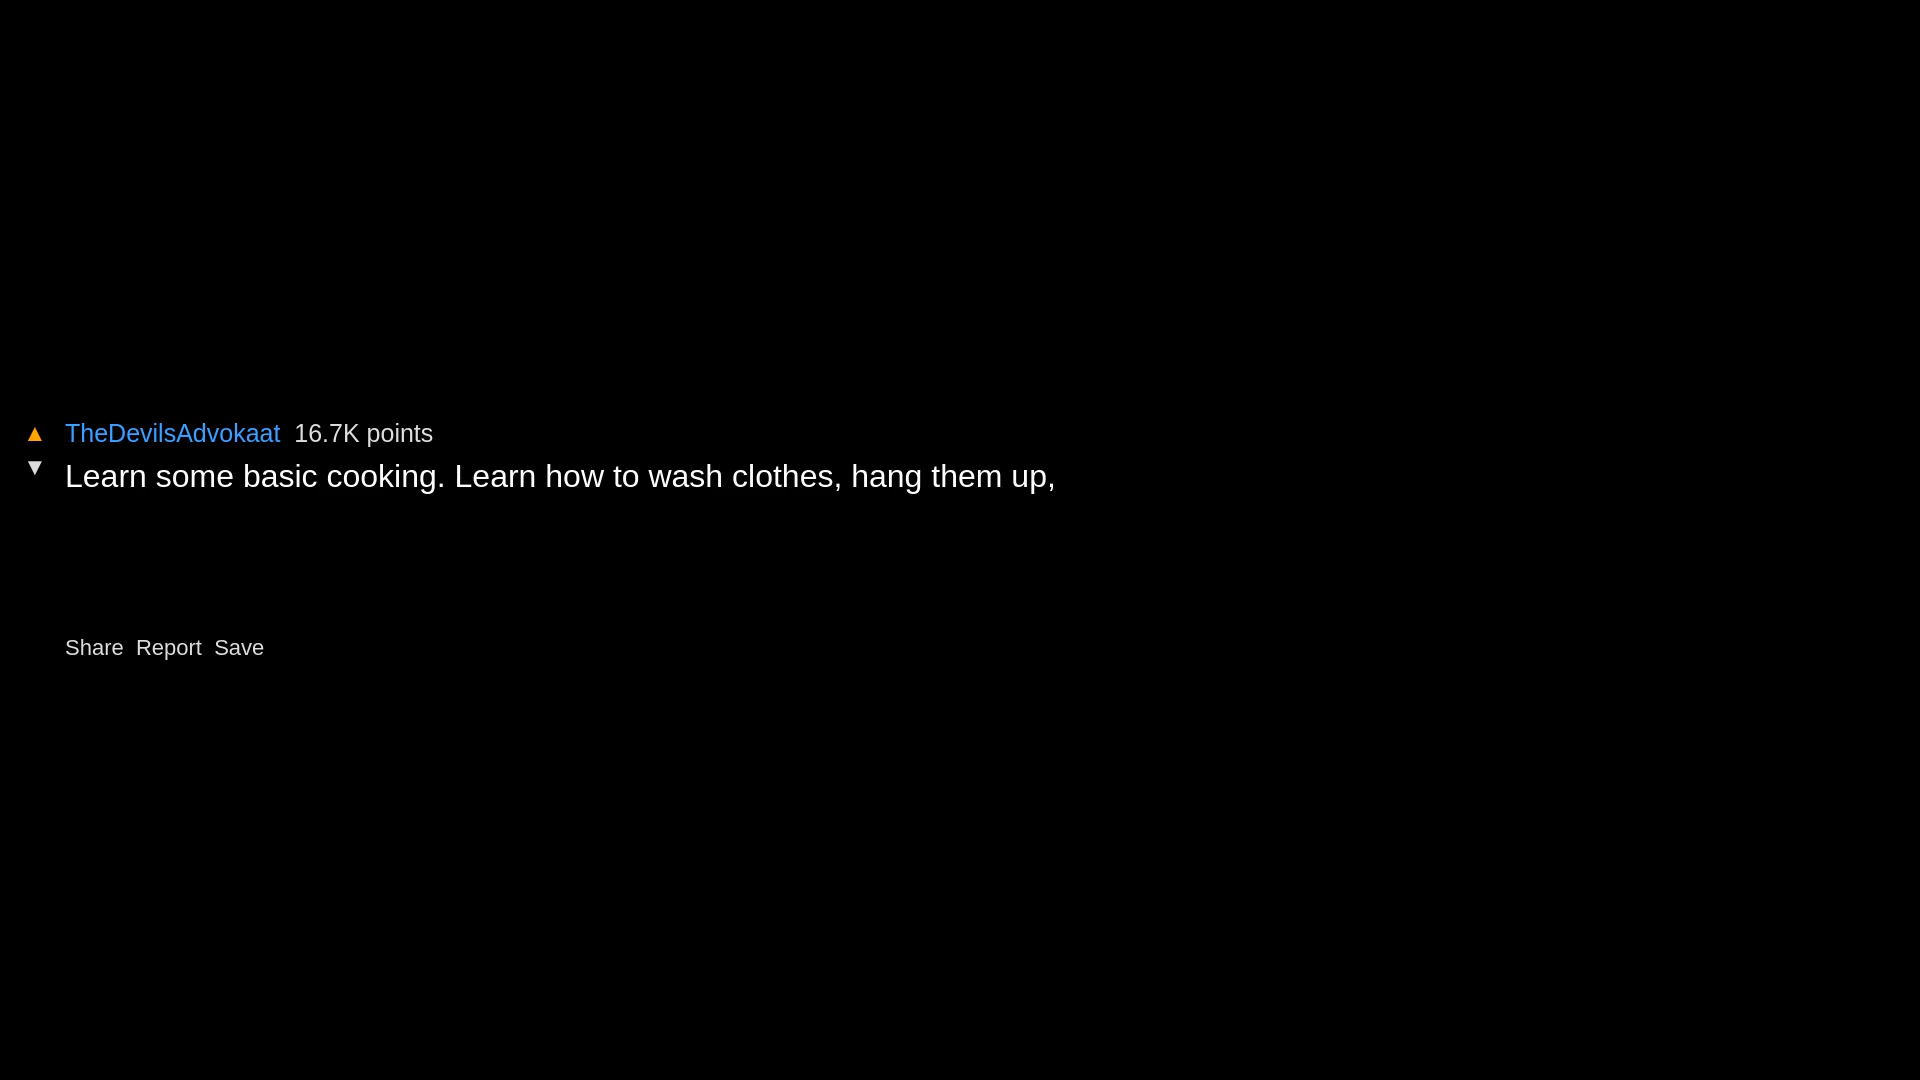 ▲ TheDevilsAdvokaat 16.7K points
▼ Learn some basic cooking. Learn how to wash clothes, hang them up,
Share Report Save